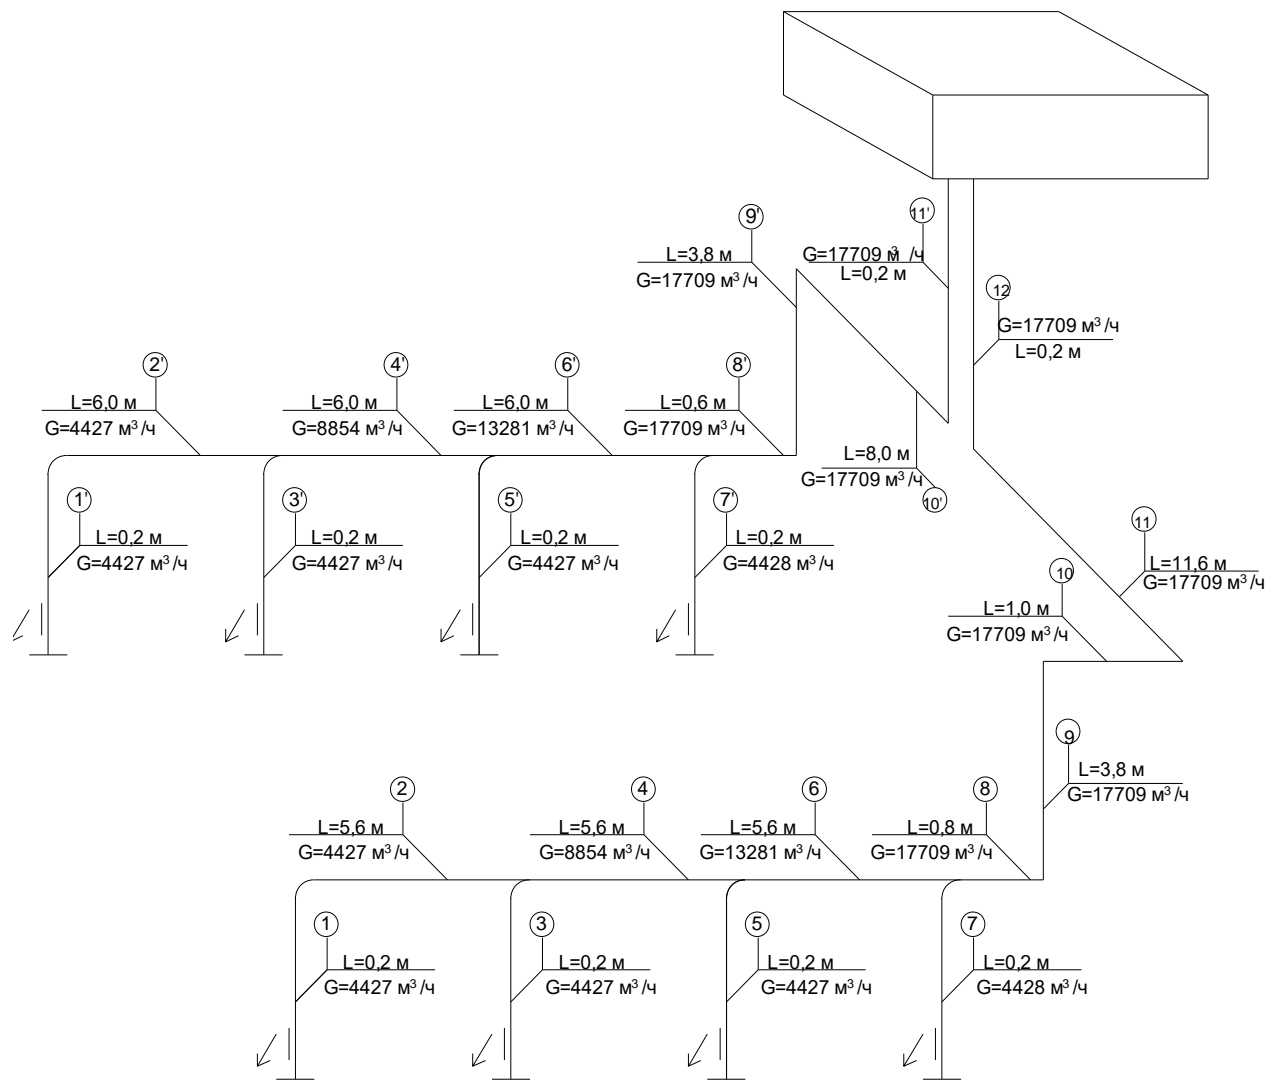 9'
L=3,8 м
G=17709 м³/ч
11'
G=17709 м³/ч
L=0,2 м
12
G=17709 м³/ч
L=0,2 м
2'
L=6,0 м
G=4427 м³/ч
4'
L=6,0 м
G=8854 м³/ч
6'
L=6,0 м
G=13281 м³/ч
8'
L=0,6 м
G=17709 м³/ч
L=8,0 м
G=17709 м³/ч
10'
1'
L=0,2 м
G=4427 м³/ч
3'
L=0,2 м
G=4427 м³/ч
5'
L=0,2 м
G=4427 м³/ч
7'
L=0,2 м
G=4428 м³/ч
11
L=11,6 м
G=17709 м³/ч
10
L=1,0 м
G=17709 м³/ч
9
L=3,8 м
G=17709 м³/ч
2
L=5,6 м
G=4427 м³/ч
4
L=5,6 м
G=8854 м³/ч
6
L=5,6 м
G=13281 м³/ч
8
L=0,8 м
G=17709 м³/ч
1
L=0,2 м
G=4427 м³/ч
3
L=0,2 м
G=4427 м³/ч
5
L=0,2 м
G=4427 м³/ч
7
L=0,2 м
G=4428 м³/ч